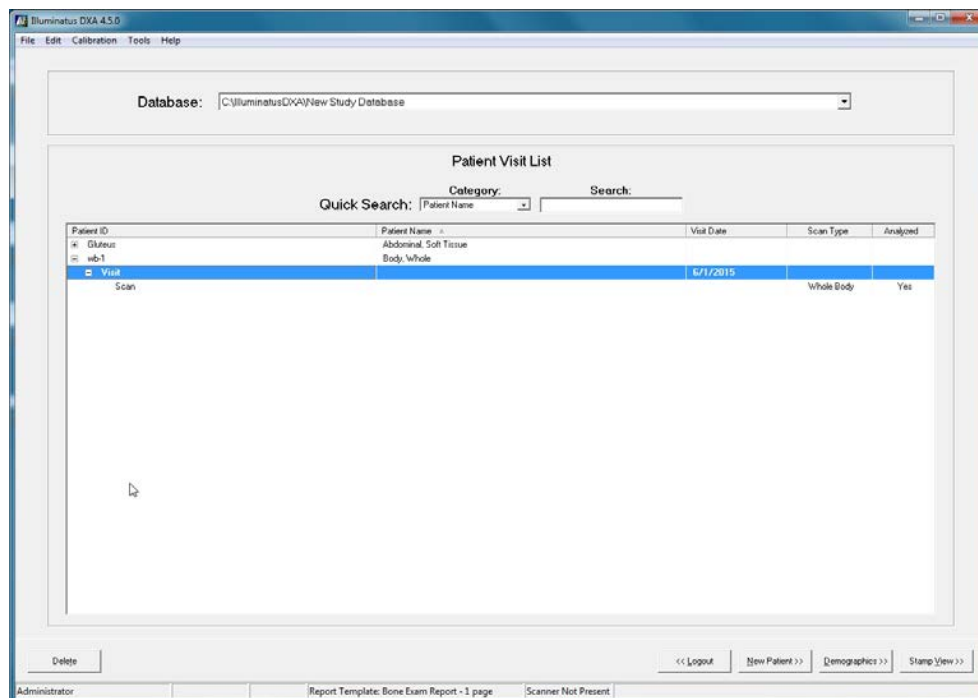 Illuminatus DXA 4.5.0
File Edit Calibration Tools Help
Database: C:\IlluminatusDXA\New Study Database
Patient Visit List
Category: Search:
Quick Search: Patient Name
Patient ID Patient Name Visit Date Scan Type Analyzed
Gluteus Abdominal, Soft Tissue
wb-1 Body, Whole
Visit 6/1/2015
Scan Whole Body Yes
Delete << Logout New Patient >> Demographics >> Stamp View >>
Administrator Report Template: Bone Exam Report - 1 page Scanner Not Present